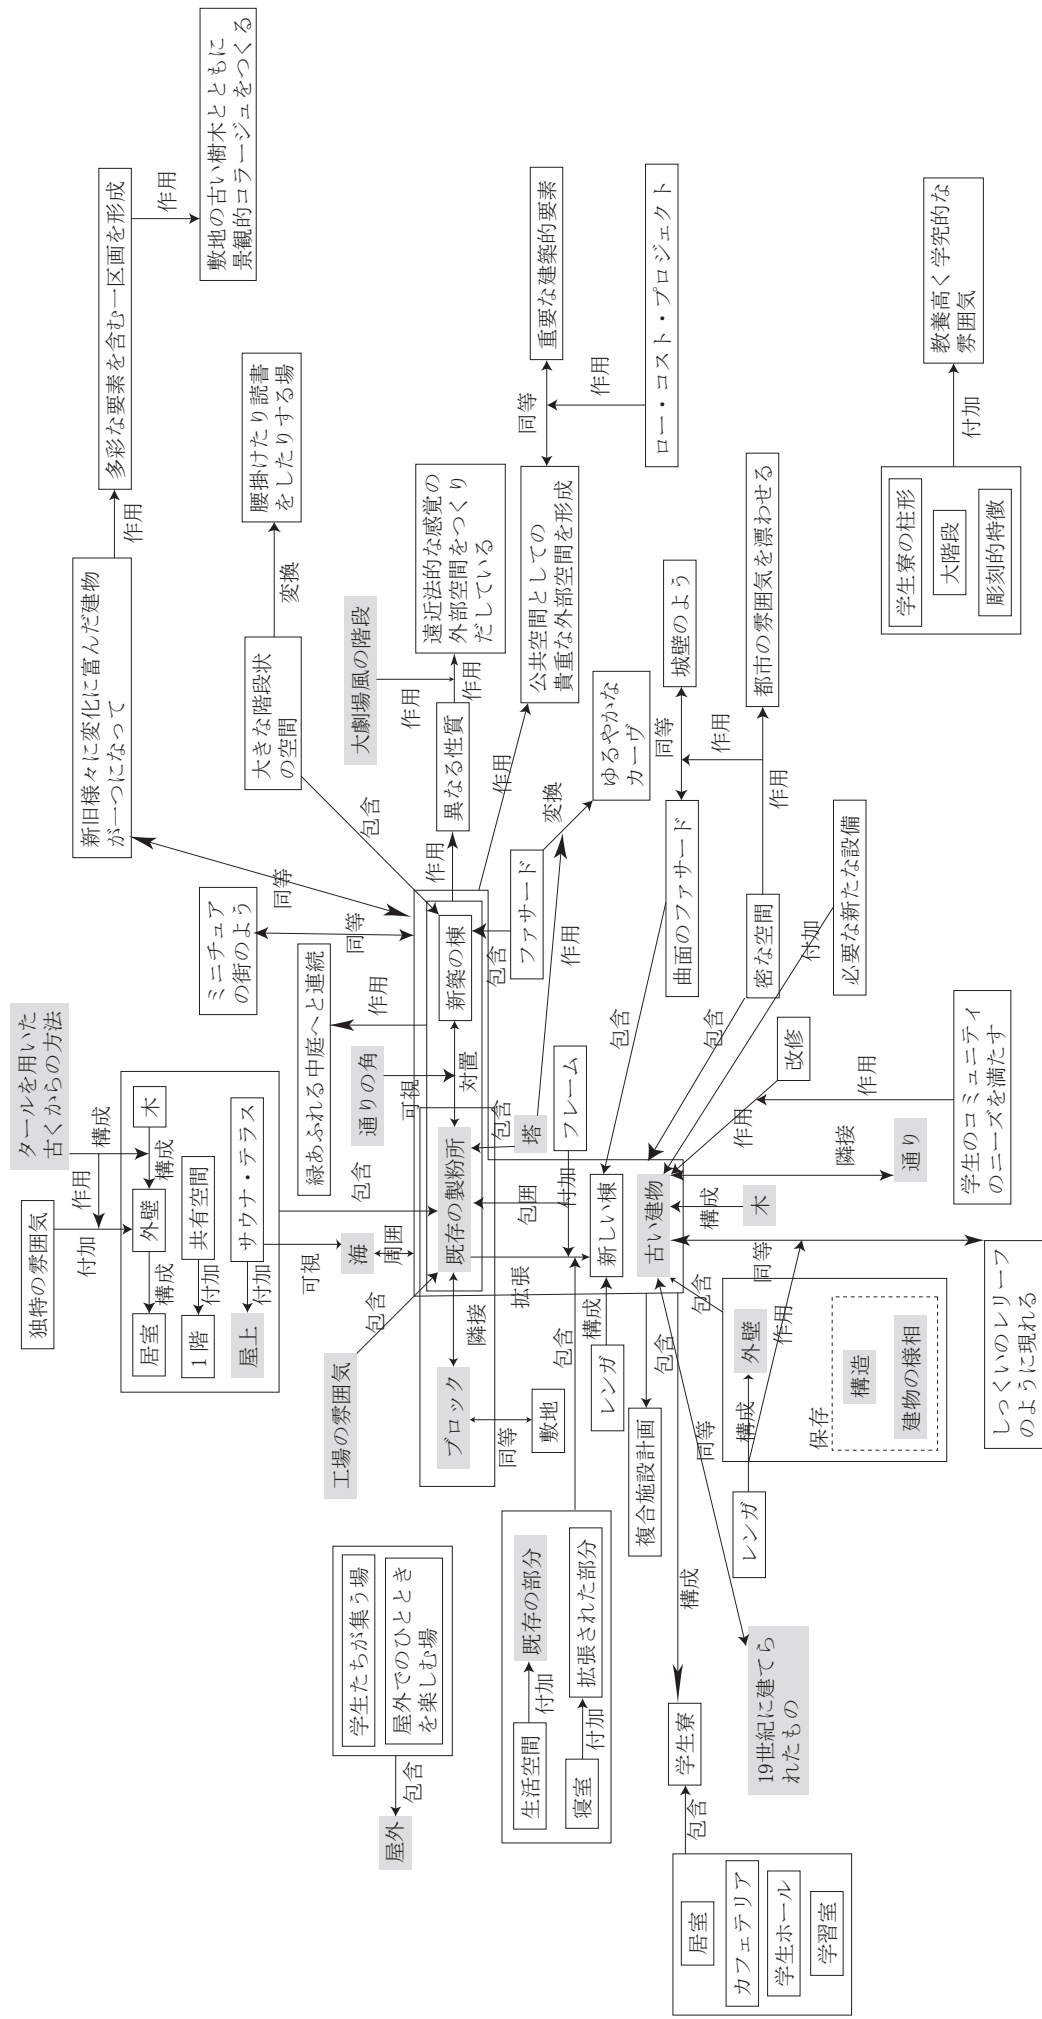 タールを用いた
古くからの方法
独特の雰囲気
付加
作用
構成
外壁
構成
木
居室
構成
共有空間
付加
1階
サウナ・テラス
付加
屋上
可視
新旧様々に変化に富んだ建物
が一つになって
作用
多彩な要素を含む一区画を形成
作用
敷地の古い樹木とともに
景観的コラージュをつくる
同等
ミニチュア
の街のよう
同等
大きな階段状
の空間
変換
腰掛けたり読書
をしたりする場
包含
緑あふれる中庭へと連続
作用
可視
工場の雰囲気
包含
海
周囲
包含
通りの角
対置
既存の製粉所
新築の棟
作用
異なる性質
作用
遠近法的な感覚の
外部空間をつくり
だしている
大劇場風の階段
作用
ブロック
隣接
同等
敷地
拡張
包囲
包含
塔
作用
包含
ファサード
変換
ゆるやかな
カーヴ
作用
公共空間としての
貴重な外部空間を形成
同等
重要な建築的要素
作用
ロー・コスト・プロジェクト
学生たちが集う場
屋外でのひととき
を楽しむ場
包含
屋外
生活空間
付加
既存の部分
寝室
付加
拡張された部分
包含
付加
フレーム
レンガ
構成
新しい棟
包含
曲面のファサード
同等
城壁のよう
作用
密な空間
包含
作用
都市の雰囲気を漂わせる
複合施設計画
包含
古い建物
付加
必要な新たな設備
改修
作用
作用
学生のコミュニティ
のニーズを満たす
構成
木
隣接
通り
構成
学生寮
包含
居室
カフェテリア
学生ホール
学習室
同等
19世紀に建てら
れたもの
包含
外壁
構成
レンガ
保存
構造
建物の様相
作用
同等
しっくいのレリーフ
のように現れる
学生寮の柱形
大階段
彫刻的特徴
付加
教養高く学究的な
雰囲気